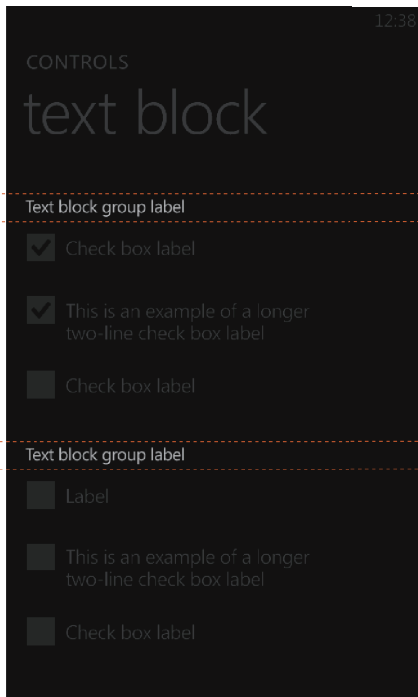 12:38
CONTROLS
text block
Text block group label
Check box label
This is an example of a longer
two-line check box label
Check box label
Text block group label
Label
This is an example of a longer
two-line check box label
Check box label